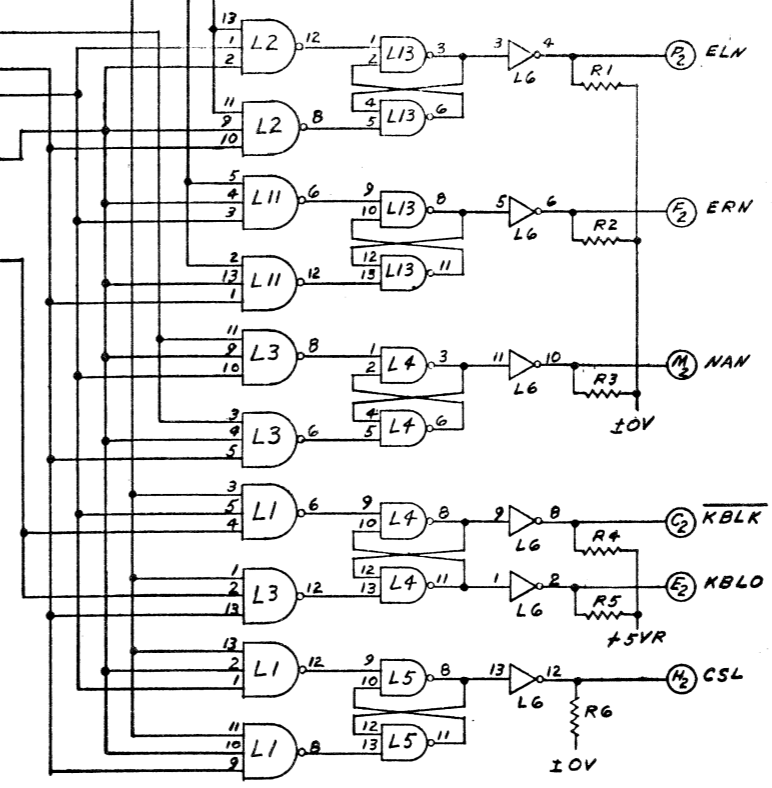 13 1 2 L2 12 1 2 L13 3 3 L6 4 P2 ELN
R1
11 9 10 L2 8 4 5 L13 6
5 4 3 L11 6 9 10 L13 8 5 L6 6 F2 ERN
R2
2 13 1 L11 12 12 13 L13 11
11 9 10 L3 8 1 2 L4 3 11 L6 10 M2 NAN
R3
±0V
3 4 5 L3 6 4 5 L4 6
3 5 4 L1 6 9 10 L4 8 9 L6 8 C2 KBLK
R4
1 2 13 L3 12 12 13 L4 11 1 L6 2 E2 KBLO
R5
+5VR
13 2 1 L1 12 9 10 L5 8 13 L6 12 H2 CSL
R6
11 10 9 L1 8 12 13 L5 11
±0V